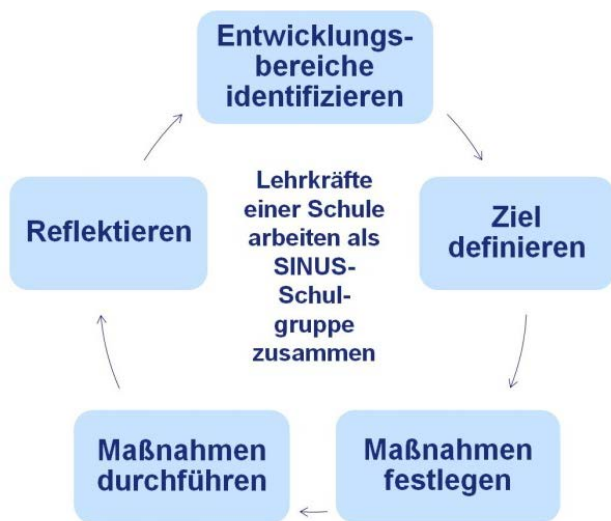 Entwicklungs-
bereiche
identifizieren
Ziel
definieren
Maßnahmen
festlegen
Maßnahmen
durchführen
Reflektieren
Lehrkräfte
einer Schule
arbeiten als
SINUS-
Schul-
gruppe
zusammen